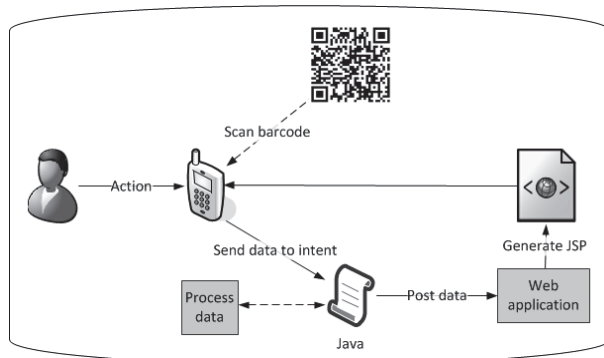 Scan barcode
Action
Send data to intent
Generate JSP
Process
data
Post data
Web
application
Java